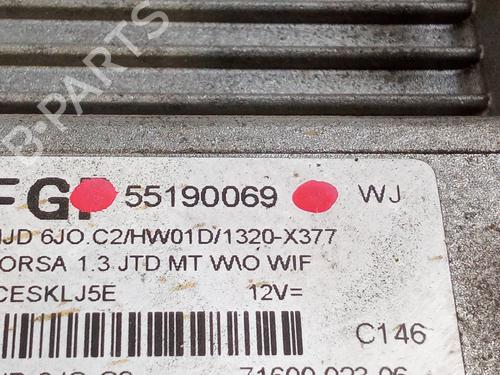 B-PARTS
FGP 55190069 WJ
MJD 6JO.C2/HW01D/1320-X377
CORSA 1.3 JTD MT W\/O WIF
CESKLJ5E 12V=
C146
71600.023.06